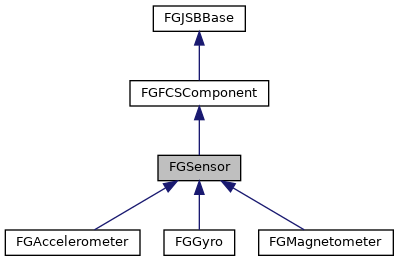 FGJSBBase
FGFCSComponent
FGSensor
FGAccelerometer
FGGyro
FGMagnetometer